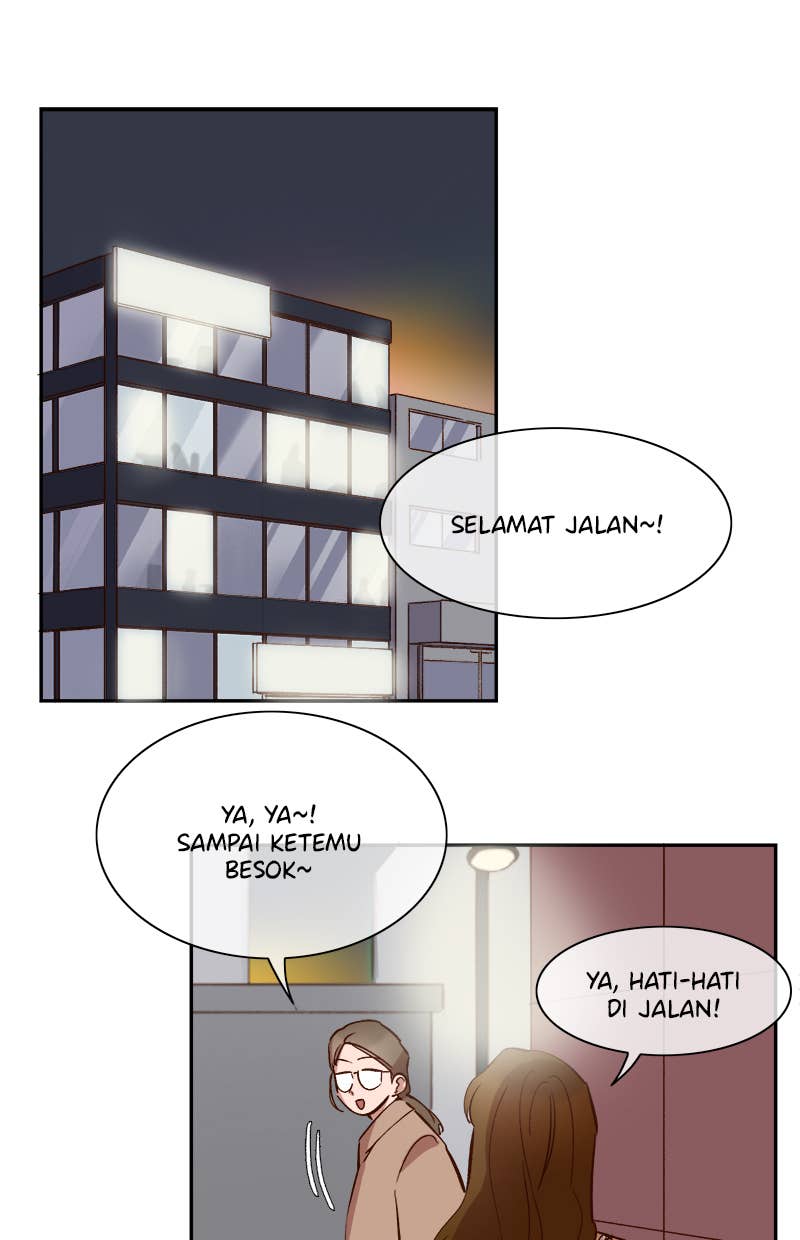 SELAMAT JALAN~!
YA, YA~!
SAMPAI KETEMU
BESOK~
YA, HATI-HATI
DI JALAN!